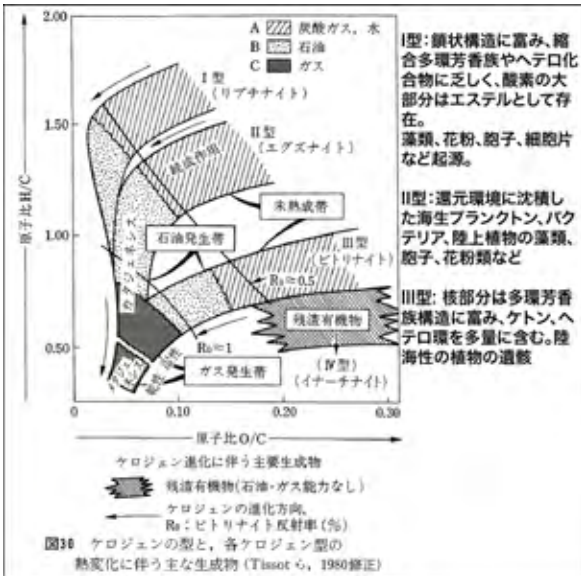 2.00
A 炭酸ガス，水
B 石油
C ガス
I型
(リプチナイト)
II型
(エグズナイト)
続成作用
1.50
未熟成帯
石油発生帯
カタジェネシス
III型
(ビトリナイト)
R₀≒0.5
原子比H/C
1.00
残渣有機物
R₀≒1
(IV型)
(イナーチナイト)
ガス発生帯
0.50
0
0.10
0.20
0.30
原子比O/C
ケロジェン進化に伴う主要生成物
残渣有機物(石油・ガス能力なし)
ケロジェンの進化方向，
R₀：ビトリナイト反射率(%)
図30 ケロジェンの型と，各ケロジェン型の
熱変化に伴う主な生成物 (Tissotら，1980修正)
I型：鎖状構造に富み、縮
合多環芳香族やヘテロ化
合物に乏しく、酸素の大
部分はエステルとして存
在。
藻類、花粉、胞子、細胞片
など起源。
II型：還元環境に沈積し
た海生プランクトン、バク
テリア、陸上植物の藻類、
胞子、花粉類など
III型: 核部分は多環芳香
族構造に富み、ケトン、ヘ
テロ環を多量に含む。陸
海性の植物の遺骸